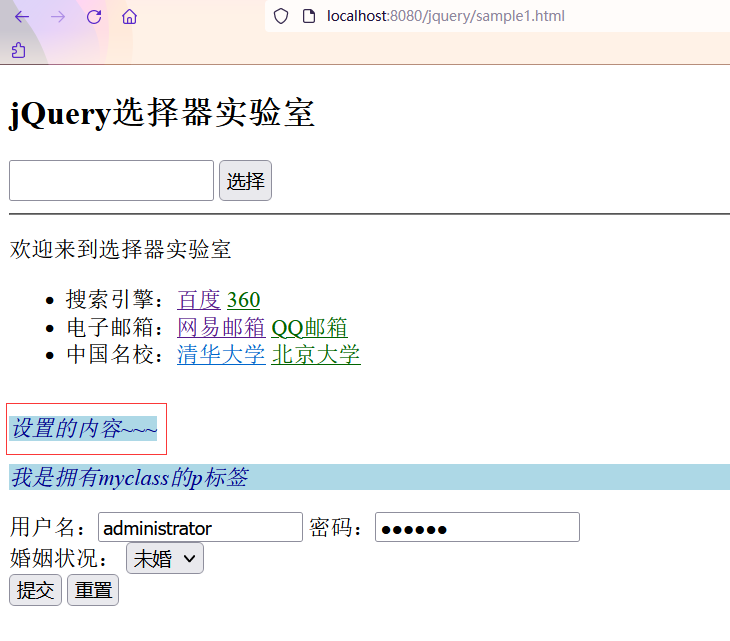 localhost:8080/jquery/sample1.html
jQuery选择器实验室
选择
欢迎来到选择器实验室
搜索引擎：百度 360
电子邮箱：网易邮箱 QQ邮箱
中国名校：清华大学 北京大学
设置的内容~~~
我是拥有myclass的p标签
用户名：administrator 密码：●●●●●●
婚姻状况： 未婚
提交 重置